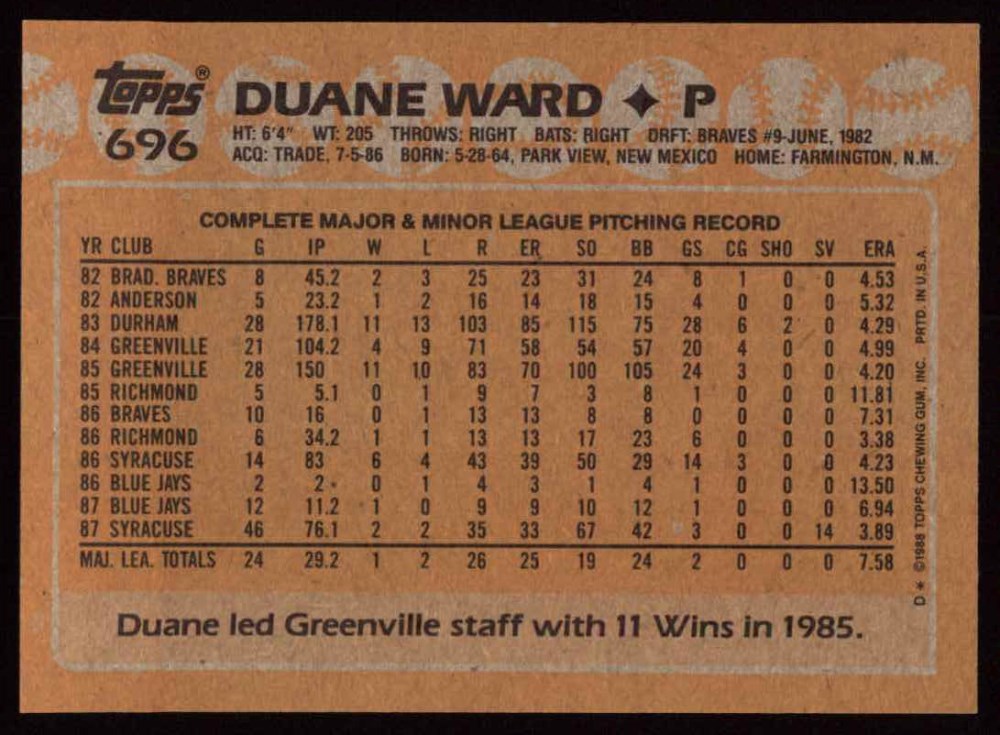 topps® DUANE WARD ✦ P
696 HT: 6'4" WT: 205 THROWS: RIGHT BATS: RIGHT DRFT: BRAVES #9-JUNE, 1982
ACQ: TRADE, 7-5-86 BORN: 5-28-64, PARK VIEW, NEW MEXICO HOME: FARMINGTON, N.M.
COMPLETE MAJOR & MINOR LEAGUE PITCHING RECORD
YR CLUB G IP W L R ER SO BB GS CG SHO SV ERA
82 BRAD. BRAVES 8 45.2 2 3 25 23 31 24 8 1 0 0 4.53
82 ANDERSON 5 23.2 1 2 16 14 18 15 4 0 0 0 5.32
83 DURHAM 28 178.1 11 13 103 85 115 75 28 6 2 0 4.29
84 GREENVILLE 21 104.2 4 9 71 58 54 57 20 4 0 0 4.99
85 GREENVILLE 28 150 11 10 83 70 100 105 24 3 0 0 4.20
85 RICHMOND 5 5.1 0 1 9 7 3 8 1 0 0 0 11.81
86 BRAVES 10 16 0 1 13 13 8 8 0 0 0 0 7.31
86 RICHMOND 6 34.2 1 1 13 13 17 23 6 0 0 0 3.38
86 SYRACUSE 14 83 6 4 43 39 50 29 14 3 0 0 4.23
86 BLUE JAYS 2 2 0 1 4 3 1 4 1 0 0 0 13.50
87 BLUE JAYS 12 11.2 1 0 9 9 10 12 1 0 0 0 6.94
87 SYRACUSE 46 76.1 2 2 35 33 67 42 3 0 0 14 3.89
MAJ. LEA. TOTALS 24 29.2 1 2 26 25 19 24 2 0 0 0 7.58
Duane led Greenville staff with 11 Wins in 1985.
D* ©1988 TOPPS CHEWING GUM, INC. PRTD. IN U.S.A.